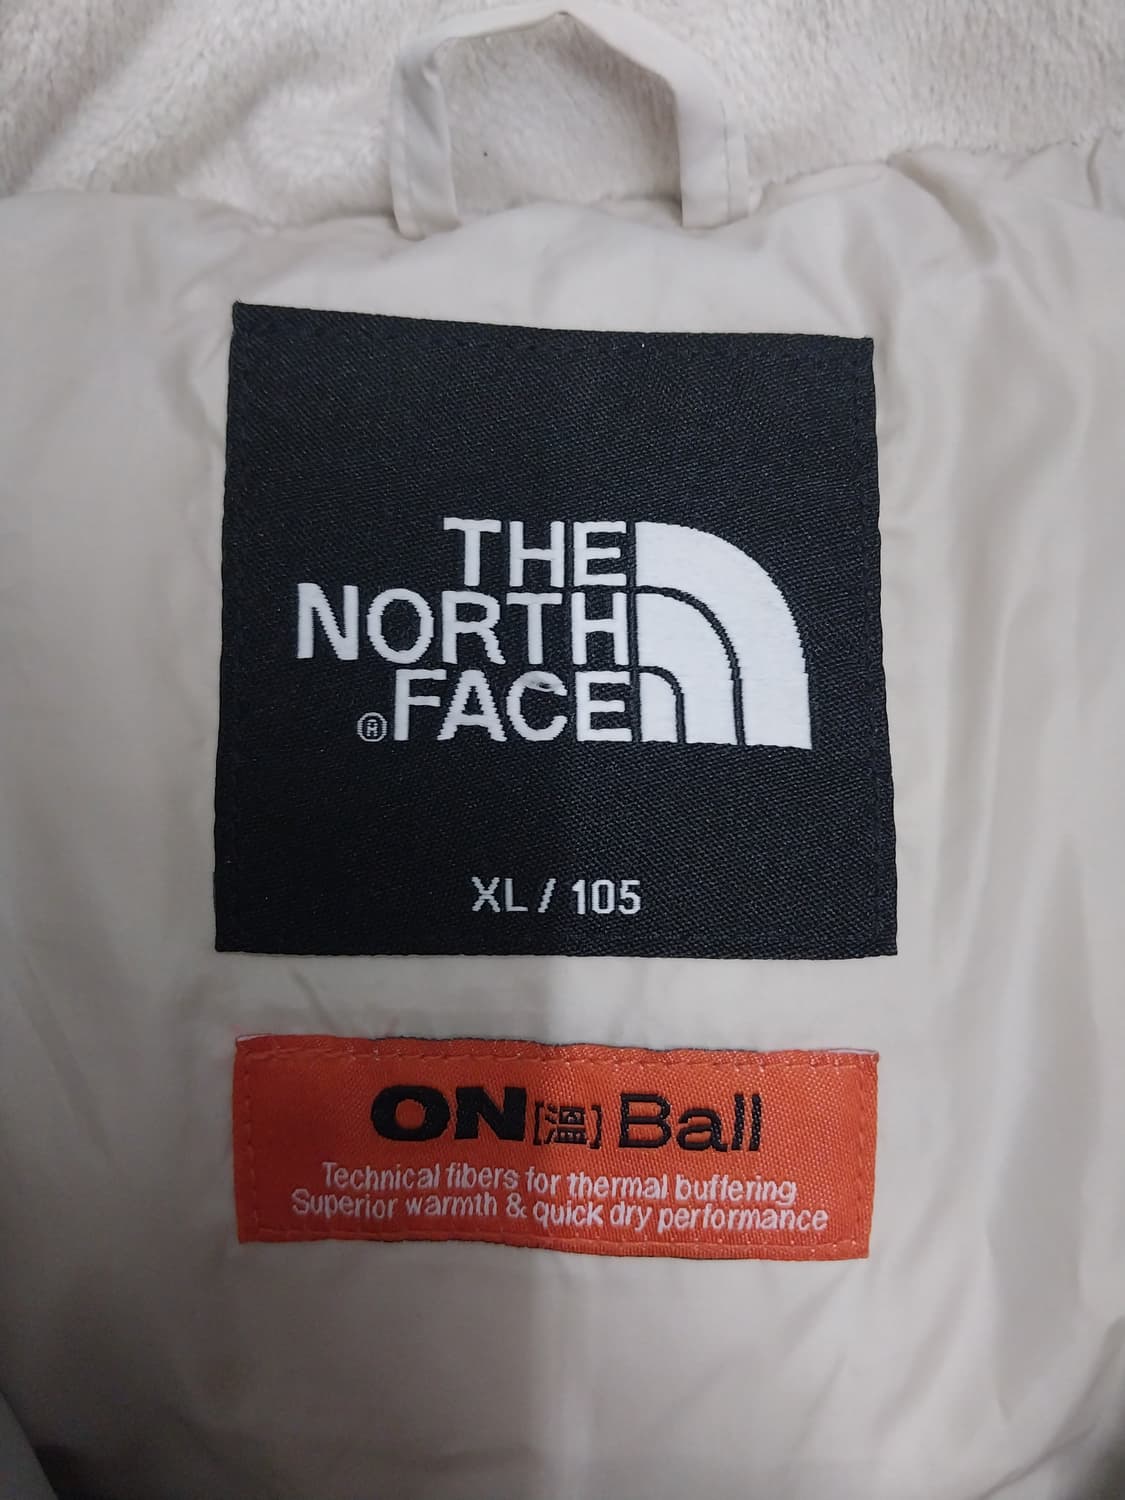 THE
NORTH
FACE
®
XL / 105
ON[溫] Ball
Technical fibers for thermal buffering
Superior warmth & quick dry performance